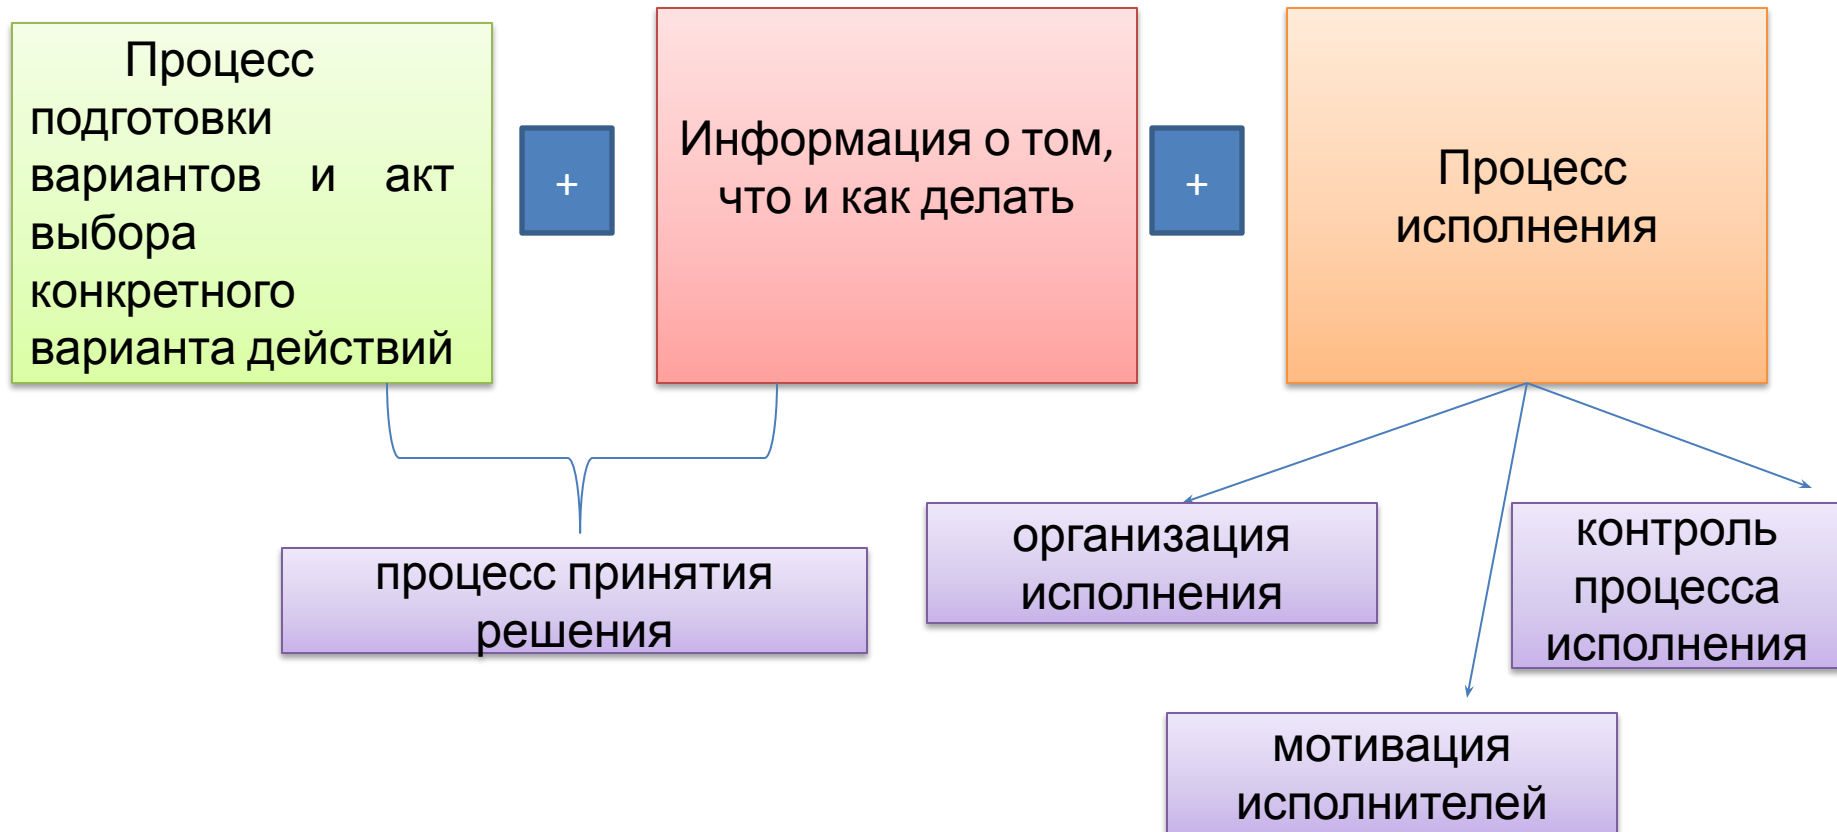 Процесс
подготовки
вариантов и акт
выбора
конкретного
варианта действий
+
Информация о том,
что и как делать
+
Процесс
исполнения
процесс принятия
решения
организация
исполнения
контроль
процесса
исполнения
мотивация
исполнителей